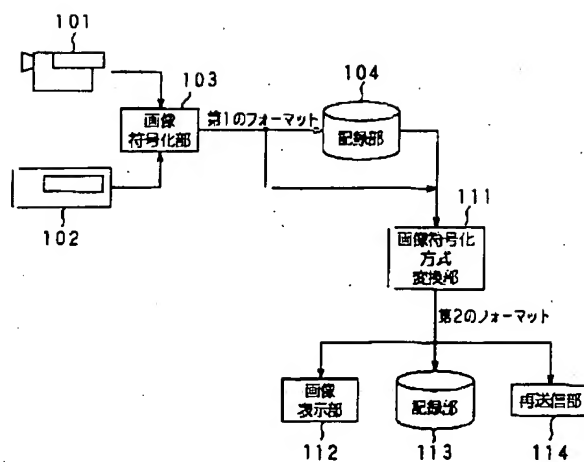 101
103
104
画像
符号化部
第1のフォーマット
記録部
102
111
画像符号化
方式
変換部
第2のフォーマット
画像
表示部
記録部
再送信部
112
113
114